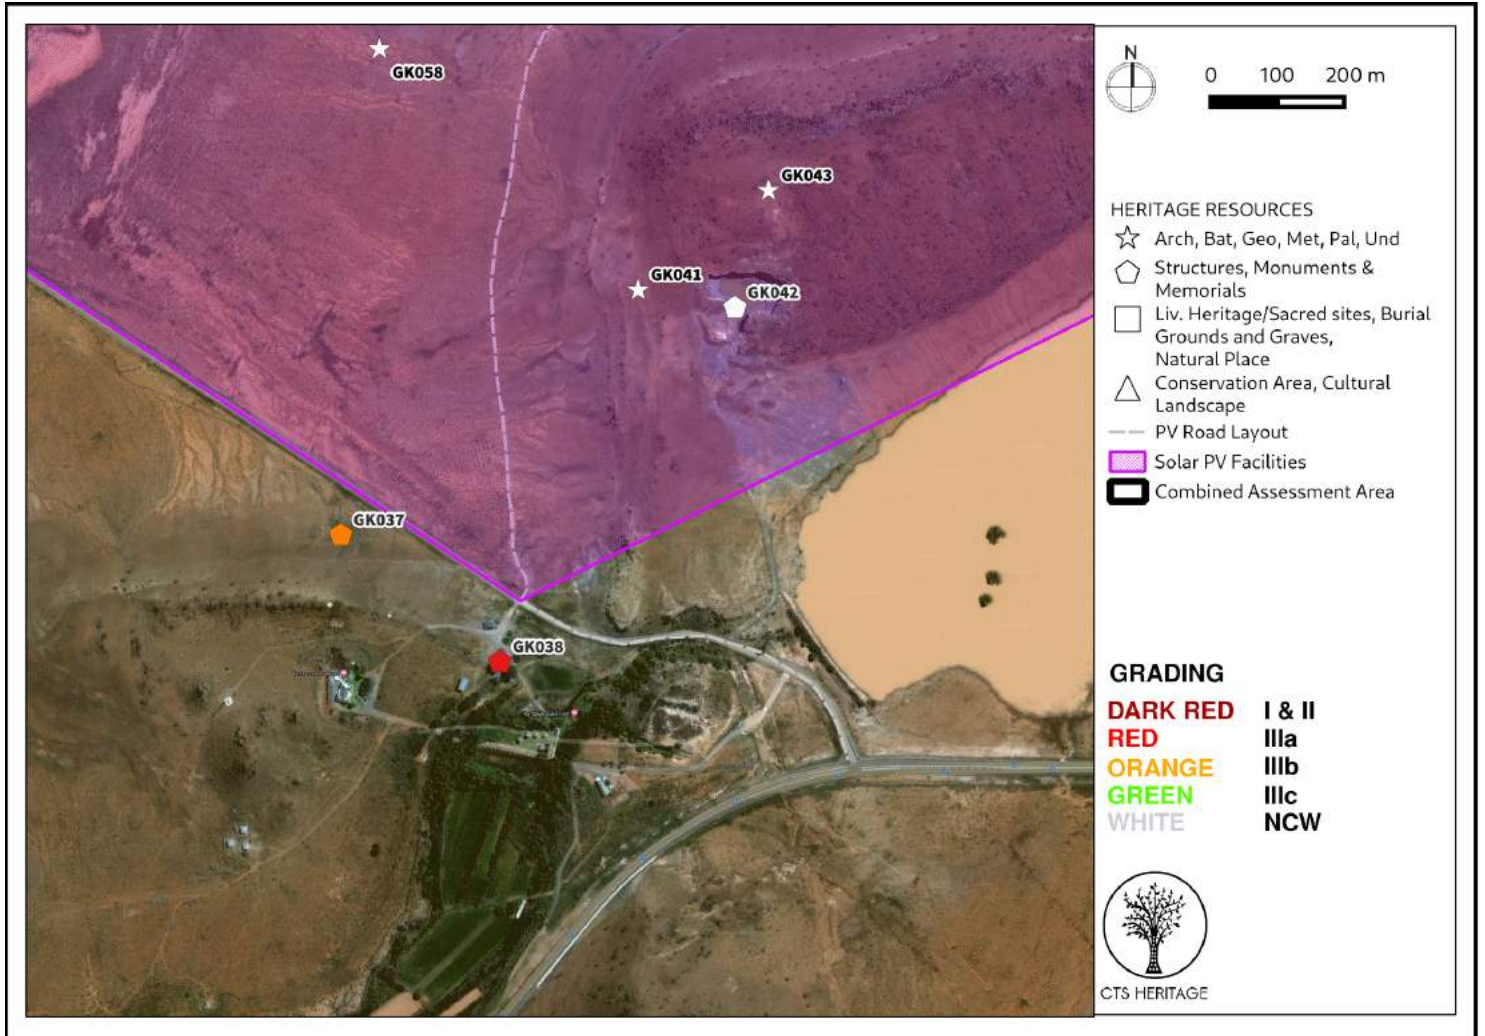 GK058
GK043
GK041
GK042
GK037
GK038
N
0 100 200 m
HERITAGE RESOURCES
Arch, Bat, Geo, Met, Pal, Und
Structures, Monuments &
Memorials
Liv. Heritage/Sacred sites, Burial
Grounds and Graves,
Natural Place
Conservation Area, Cultural
Landscape
PV Road Layout
Solar PV Facilities
Combined Assessment Area
GRADING
DARK RED I & II
RED IIIa
ORANGE IIIb
GREEN IIIc
WHITE NCW
CTS HERITAGE